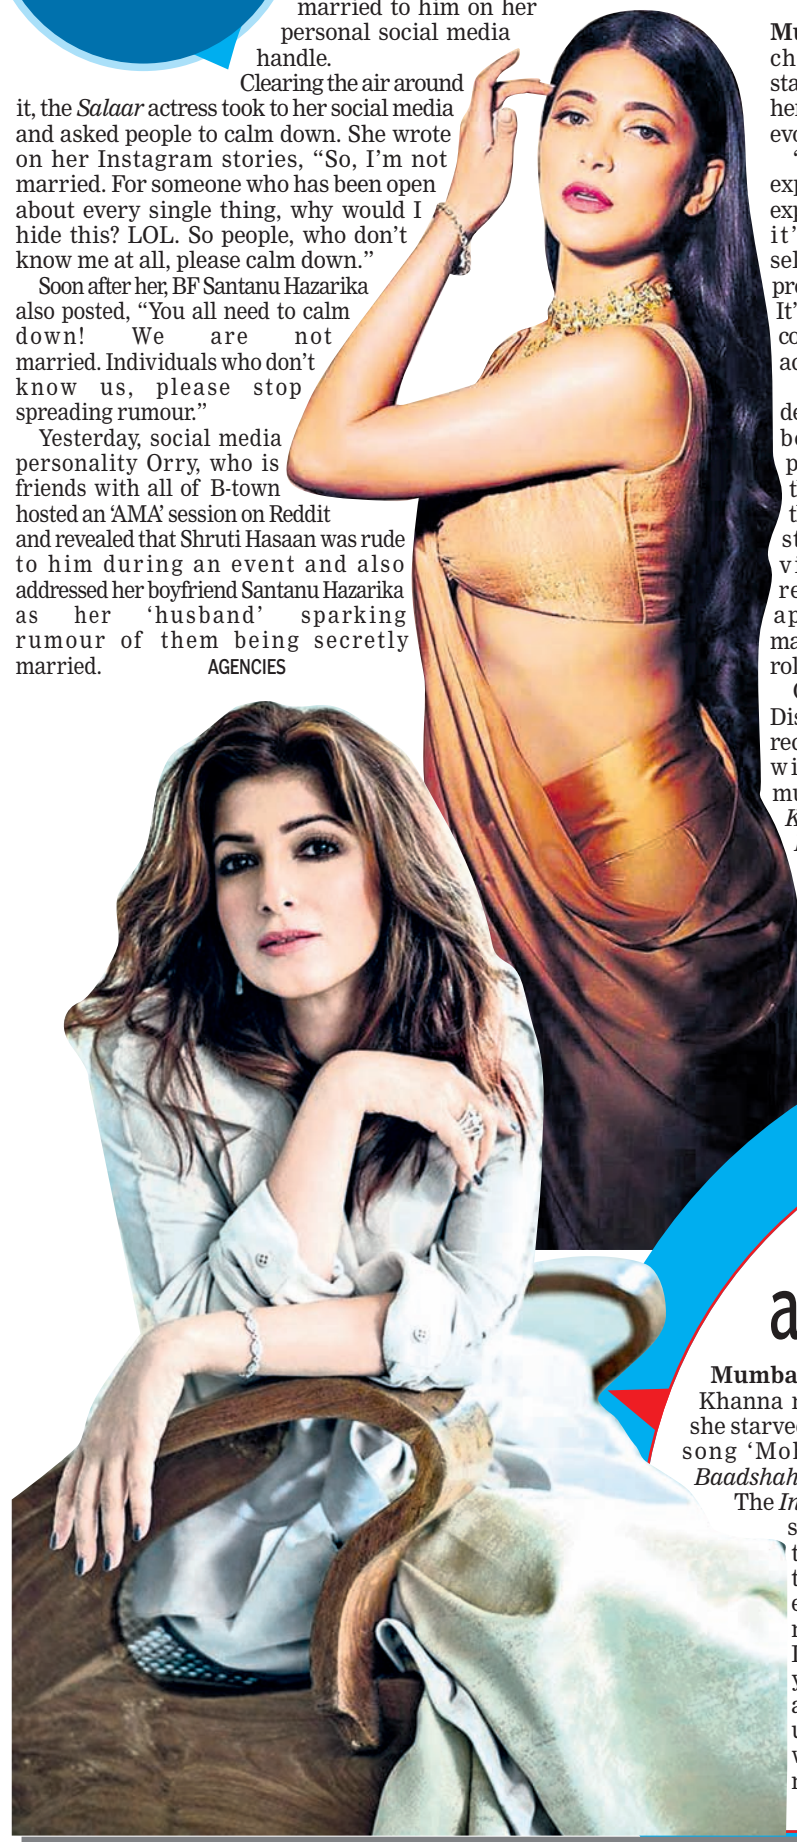 married to him on her
personal social media
handle.
Clearing the air around
it, the Salaar actress took to her social media
and asked people to calm down. She wrote
on her Instagram stories, “So, I’m not
married. For someone who has been open
about every single thing, why would I
hide this? LOL. So people, who don’t
know me at all, please calm down.”
Soon after her, BF Santanu Hazarika
also posted, “You all need to calm
down! We are not
married. Individuals who don’t
know us, please stop
spreading rumour.”
Yesterday, social media
personality Orry, who is
friends with all of B-town
hosted an ‘AMA’ session on Reddit
and revealed that Shruti Hasaan was rude
to him during an event and also
addressed her boyfriend Santanu Hazarika
as her ‘husband’ sparking
rumour of them being secretly
married. AGENCIES
Khanna
she
song
Baadshah
The